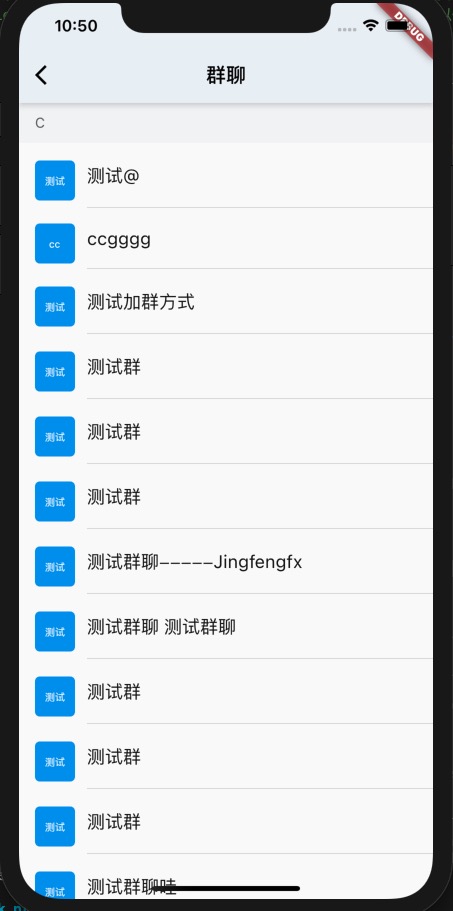 10:50
DEBUG
群聊
C
测试
测试@
cc
ccgggg
测试
测试加群方式
测试
测试群
测试
测试群
测试
测试群
测试
测试群聊-----Jingfengfx
测试
测试群聊 测试群聊
测试
测试群
测试
测试群
测试
测试群
测试
测试群聊哇